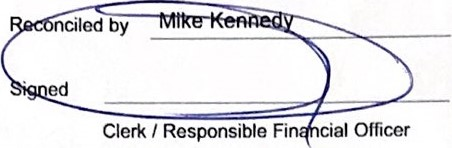 Reconciled by Mike Kennedy
Signed
Clerk / Responsible Financial Officer